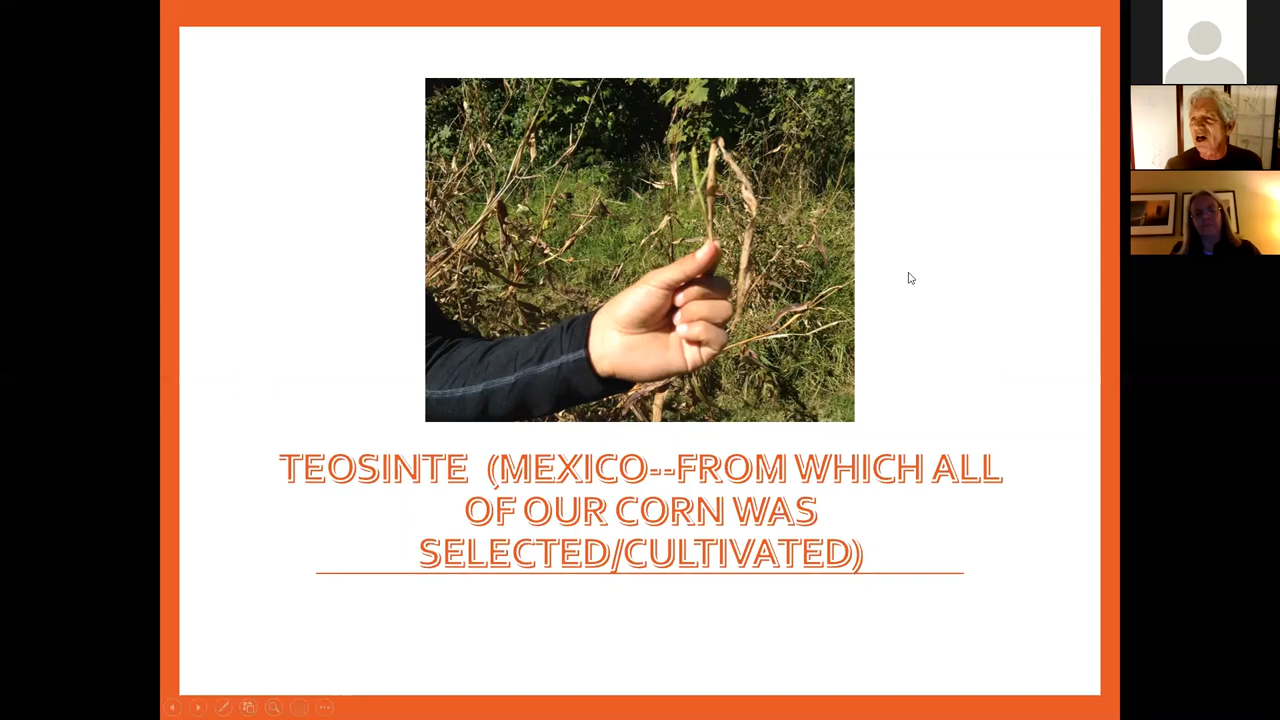 TEOSINTE (MEXICO--FROM WHICH ALL
OF OUR CORN WAS
SELECTED/CULTIVATED)